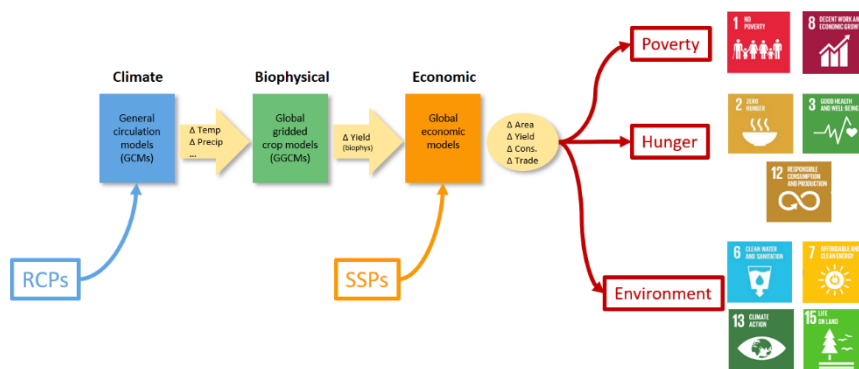 Climate
Biophysical
Economic
General
circulation
models
(GCMs)
Δ Temp
Δ Precip
...
Global
gridded
crop models
(GGCMs)
Δ Yield
(biophys)
Global
economic
models
Δ Area
Δ Yield
Δ Cons.
Δ Trade
RCPs
SSPs
Poverty
1 NO
POVERTY
8 DECENT WORK AND
ECONOMIC GROWTH
Hunger
2 ZERO
HUNGER
3 GOOD HEALTH
AND WELL-BEING
12 RESPONSIBLE
CONSUMPTION
AND PRODUCTION
Environment
6 CLEAN WATER
AND SANITATION
7 AFFORDABLE AND
CLEAN ENERGY
13 CLIMATE
ACTION
15 LIFE
ON LAND